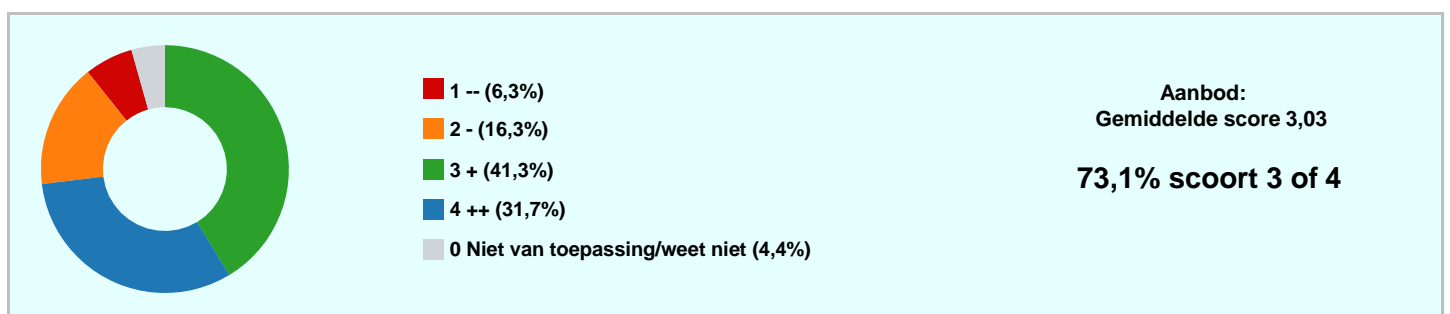 1 -- (6,3%)
2 - (16,3%)
3 + (41,3%)
4 ++ (31,7%)
0 Niet van toepassing/weet niet (4,4%)
Aanbod:
Gemiddelde score 3,03
73,1% scoort 3 of 4